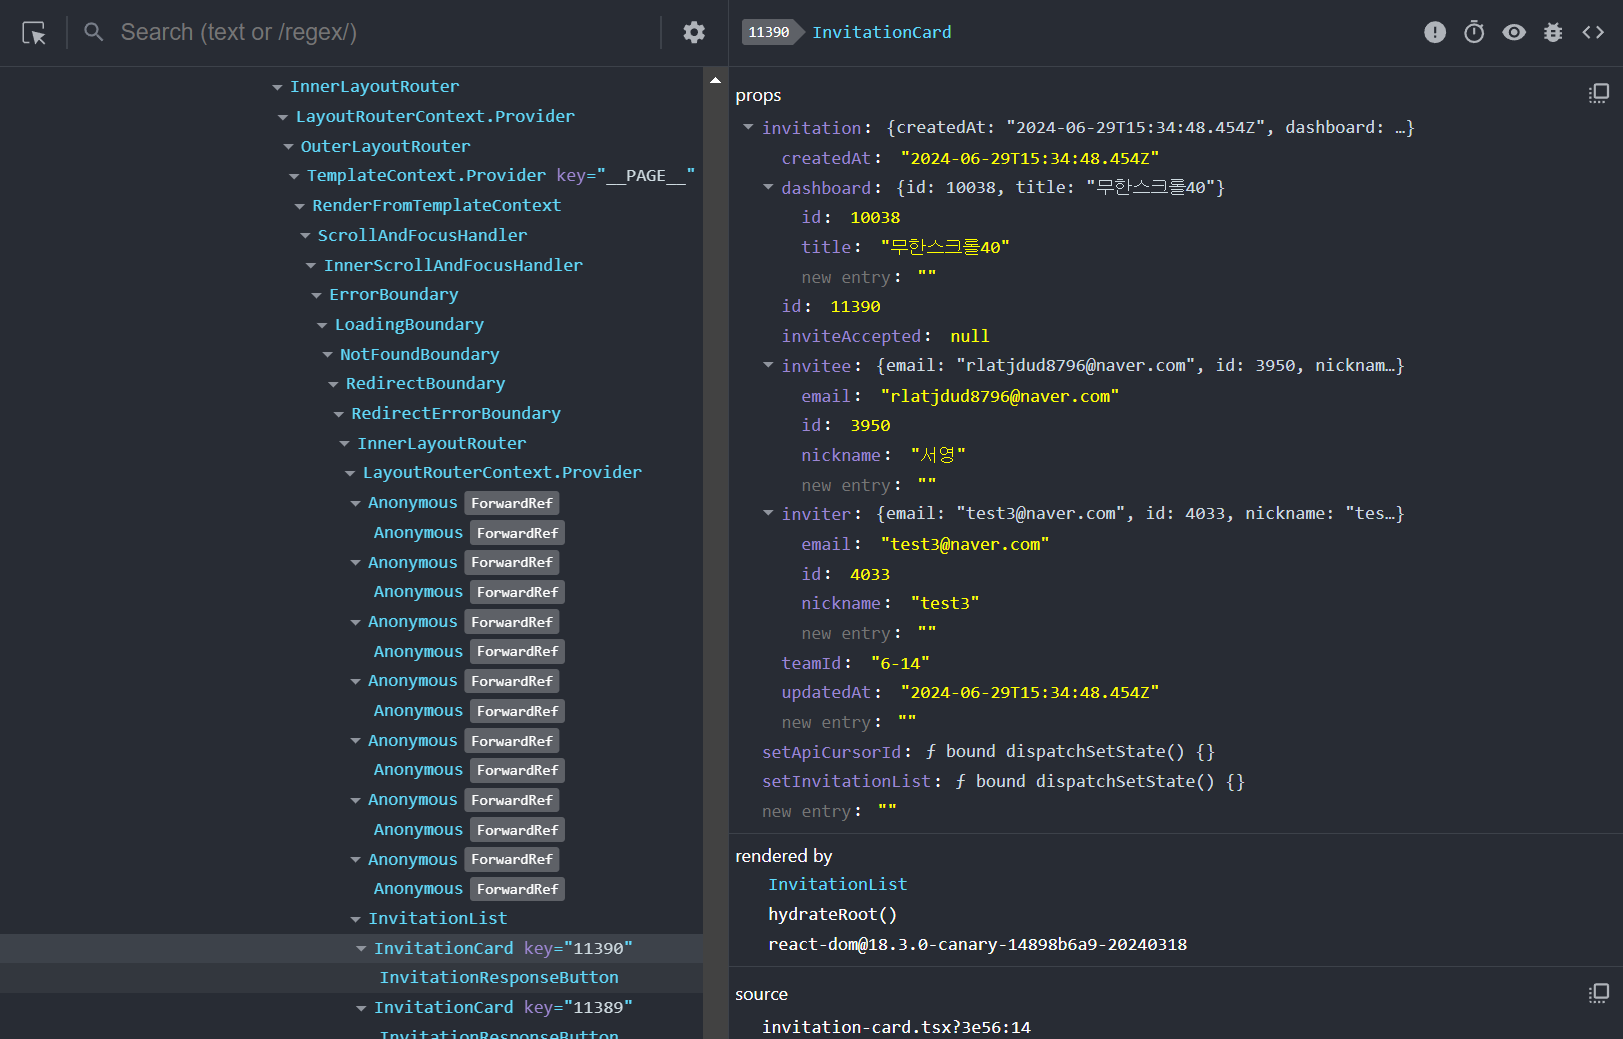 Search (text or /regex/)
InnerLayoutRouter
LayoutRouterContext.Provider
OuterLayoutRouter
TemplateContext.Provider key="__PAGE__"
RenderFromTemplateContext
ScrollAndFocusHandler
InnerScrollAndFocusHandler
ErrorBoundary
LoadingBoundary
NotFoundBoundary
RedirectBoundary
RedirectErrorBoundary
InnerLayoutRouter
LayoutRouterContext.Provider
Anonymous ForwardRef
Anonymous ForwardRef
Anonymous ForwardRef
Anonymous ForwardRef
Anonymous ForwardRef
Anonymous ForwardRef
Anonymous ForwardRef
Anonymous ForwardRef
Anonymous ForwardRef
Anonymous ForwardRef
Anonymous ForwardRef
Anonymous ForwardRef
Anonymous ForwardRef
Anonymous ForwardRef
InvitationList
InvitationCard key="11390"
InvitationResponseButton
InvitationCard key="11389"
InvitationResponseButton
11390 InvitationCard
props
invitation: {createdAt: "2024-06-29T15:34:48.454Z", dashboard: …}
createdAt: "2024-06-29T15:34:48.454Z"
dashboard: {id: 10038, title: "무한스크롤40"}
id: 10038
title: "무한스크롤40"
new entry: ""
id: 11390
inviteAccepted: null
invitee: {email: "rlatjdud8796@naver.com", id: 3950, nicknam…}
email: "rlatjdud8796@naver.com"
id: 3950
nickname: "서영"
new entry: ""
inviter: {email: "test3@naver.com", id: 4033, nickname: "tes…}
email: "test3@naver.com"
id: 4033
nickname: "test3"
new entry: ""
teamId: "6-14"
updatedAt: "2024-06-29T15:34:48.454Z"
new entry: ""
setApiCursorId: ƒ bound dispatchSetState() {}
setInvitationList: ƒ bound dispatchSetState() {}
new entry: ""
rendered by
InvitationList
hydrateRoot()
react-dom@18.3.0-canary-14898b6a9-20240318
source
invitation-card.tsx?3e56:14